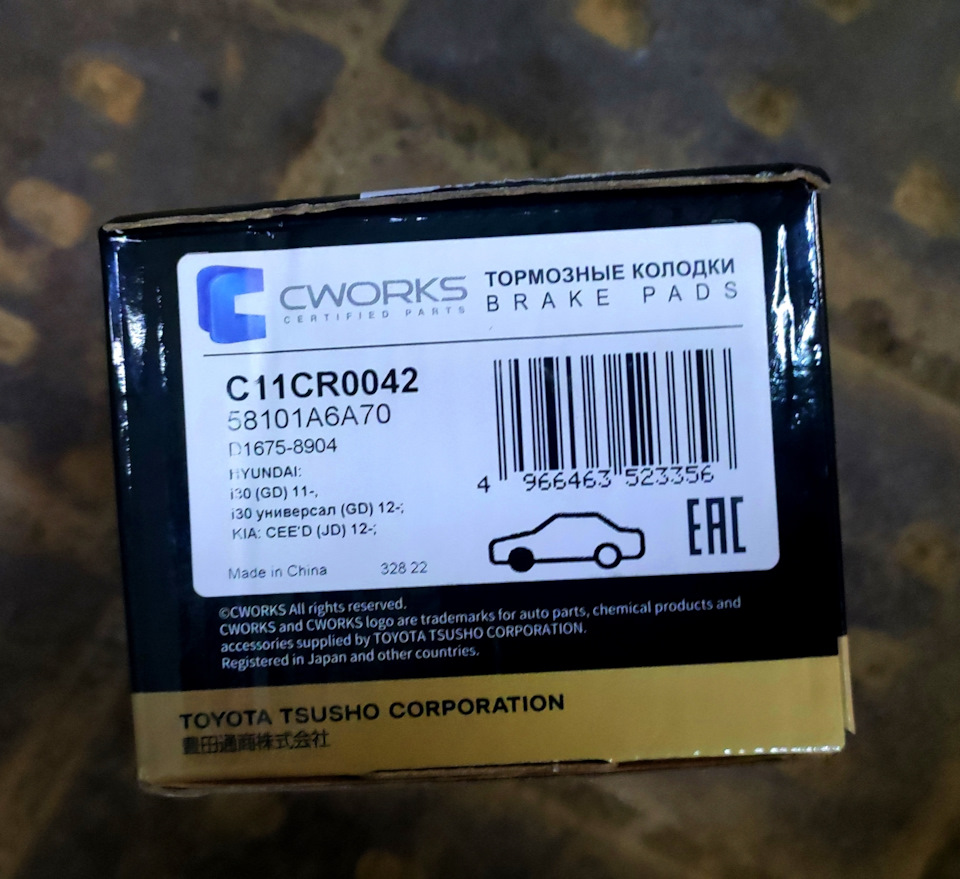 CWORKS
CERTIFIED PARTS
ТОРМОЗНЫЕ КОЛОДКИ
BRAKE PADS
C11CR0042
58101A6A70
D1675-8904
HYUNDAI:
i30 (GD) 11-,
i30 универсал (GD) 12-;
KIA: CEE'D (JD) 12-;
Made in China 328 22
4 966463 523356
EAC
©CWORKS All rights reserved.
CWORKS and CWORKS logo are trademarks for auto parts, chemical products and
accessories supplied by TOYOTA TSUSHO CORPORATION.
Registered in Japan and other countries.
TOYOTA TSUSHO CORPORATION
豊田通商株式会社